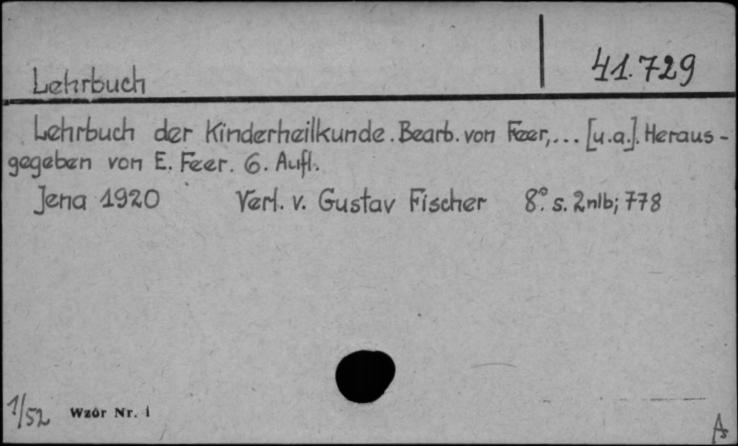 41.729
Lehrbuch
Lehrbuch der Kinderheilkunde. Bearb. von Feer,... [u.a.]. Heraus-
gegeben von E. Feer. 6. Aufl.
Jena 1920 Verl. v. Gustav Fischer 8° s. 2nlb; 778
1/52 Wzór Nr. 1
As